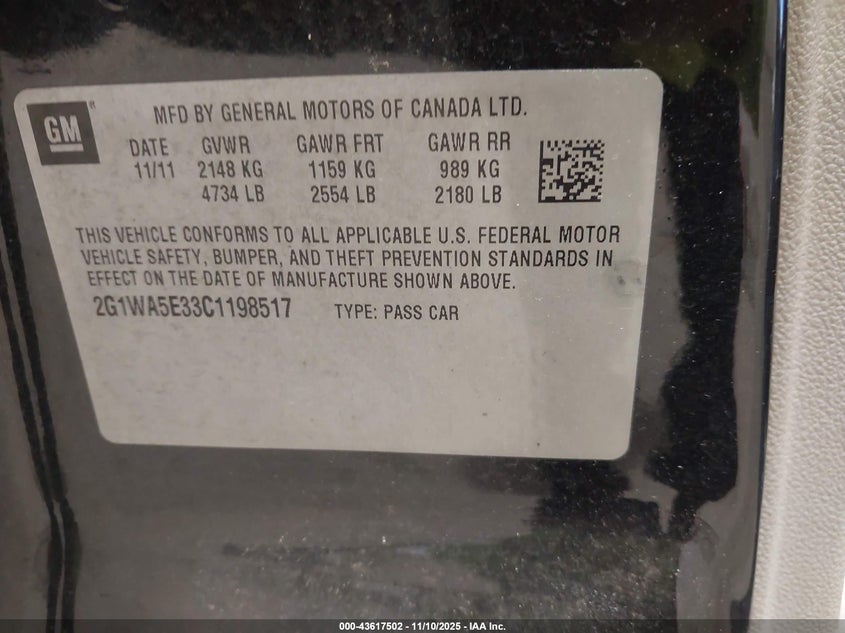 GM ®
MFD BY GENERAL MOTORS OF CANADA LTD.
DATE GVWR GAWR FRT GAWR RR
11/11 2148 KG 1159 KG 989 KG
4734 LB 2554 LB 2180 LB
THIS VEHICLE CONFORMS TO ALL APPLICABLE U.S. FEDERAL MOTOR
VEHICLE SAFETY, BUMPER, AND THEFT PREVENTION STANDARDS IN
EFFECT ON THE DATE OF MANUFACTURE SHOWN ABOVE.
2G1WA5E33C1198517 TYPE: PASS CAR
000-43617502 — 11/10/2025 — IAA Inc.